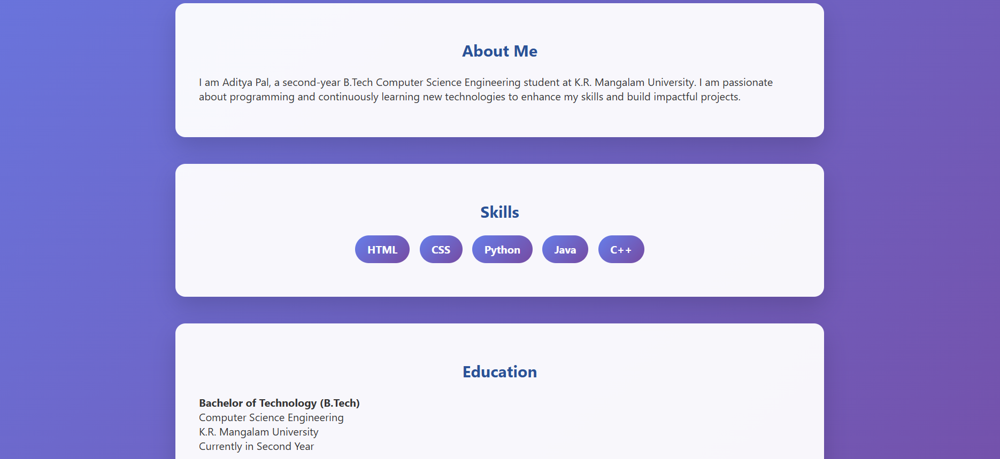 About Me
I am Aditya Pal, a second-year B.Tech Computer Science Engineering student at K.R. Mangalam University. I am passionate
about programming and continuously learning new technologies to enhance my skills and build impactful projects.
Skills
HTML CSS Python Java C++
Education
Bachelor of Technology (B.Tech)
Computer Science Engineering
K.R. Mangalam University
Currently in Second Year